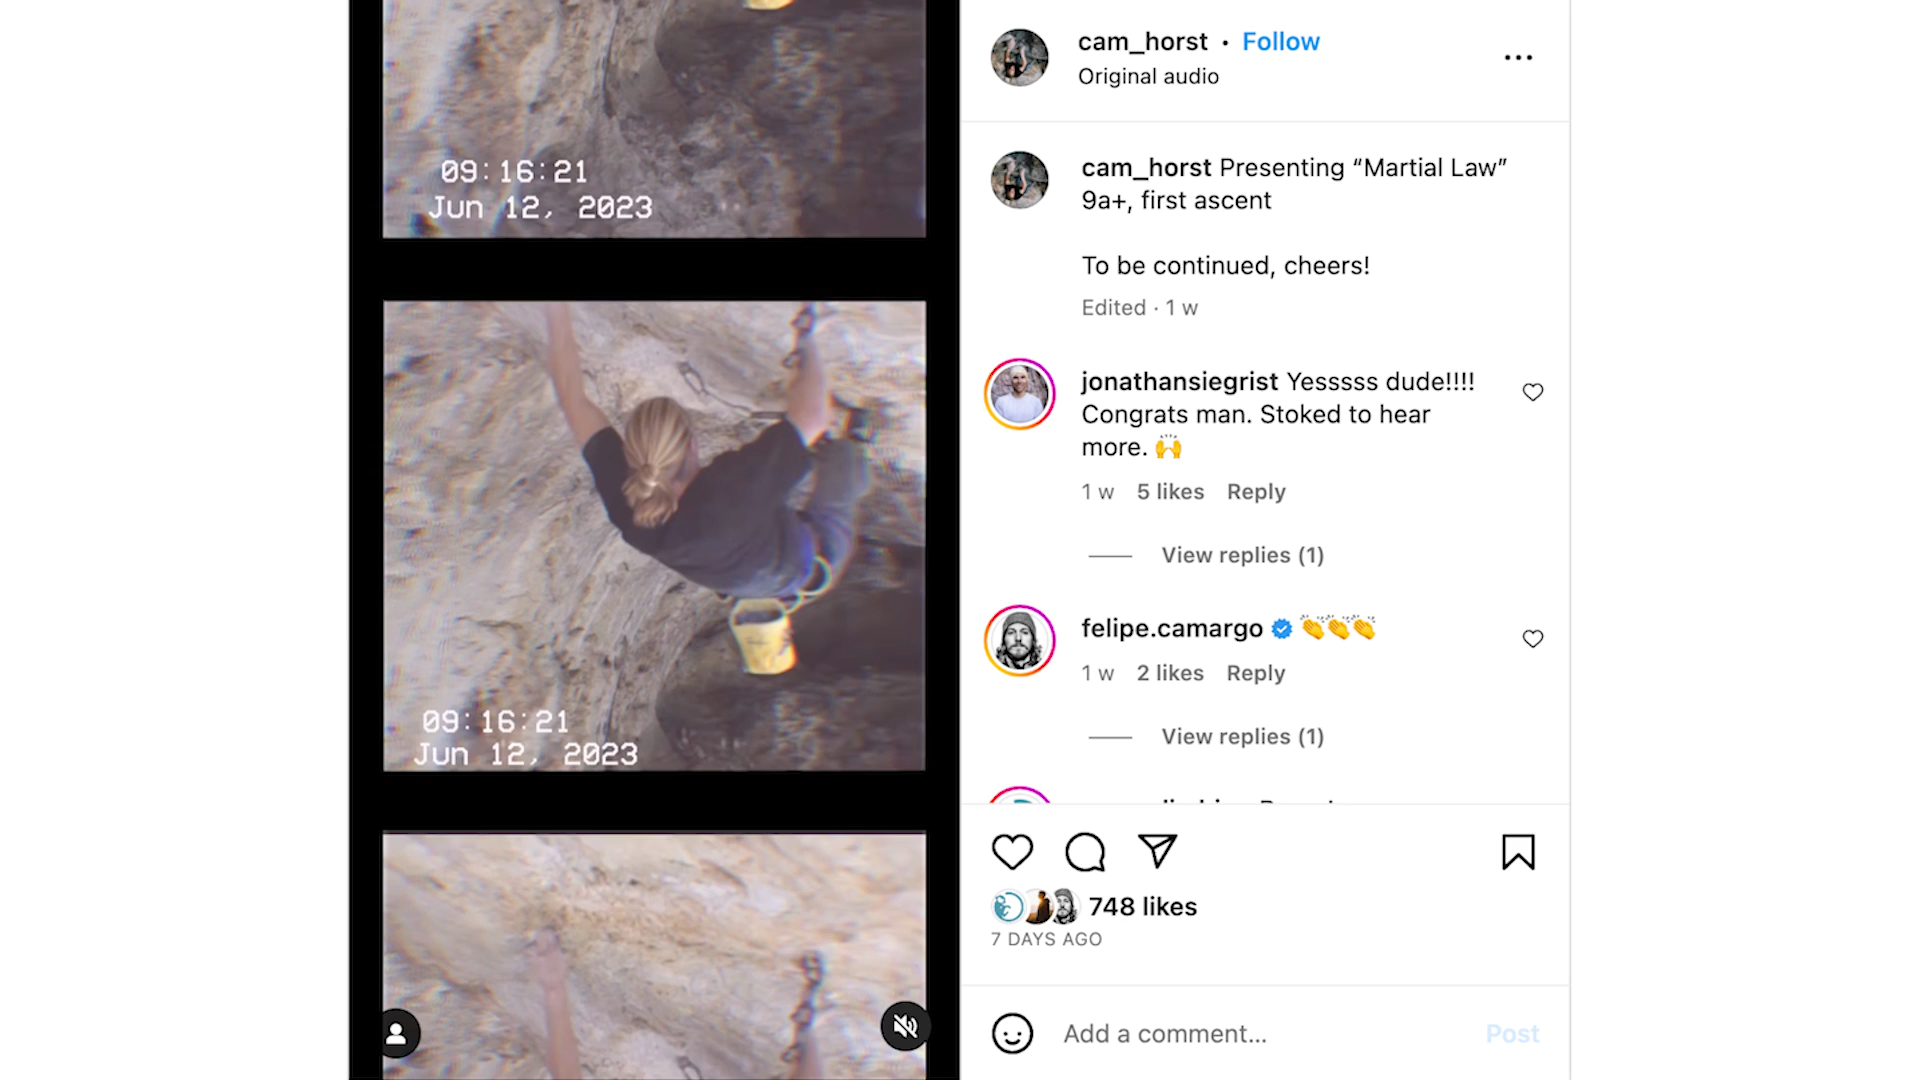 09:16:21
Jun 12, 2023
09:16:21
Jun 12, 2023
cam_horst • Follow
Original audio
cam_horst Presenting “Martial Law”
9a+, first ascent
To be continued, cheers!
Edited · 1 w
jonathansiegrist Yesssss dude!!!!
Congrats man. Stoked to hear
more. 🙌
1 w 5 likes Reply
View replies (1)
felipe.camargo 👏👏👏
1 w 2 likes Reply
View replies (1)
748 likes
7 DAYS AGO
Add a comment...
Post